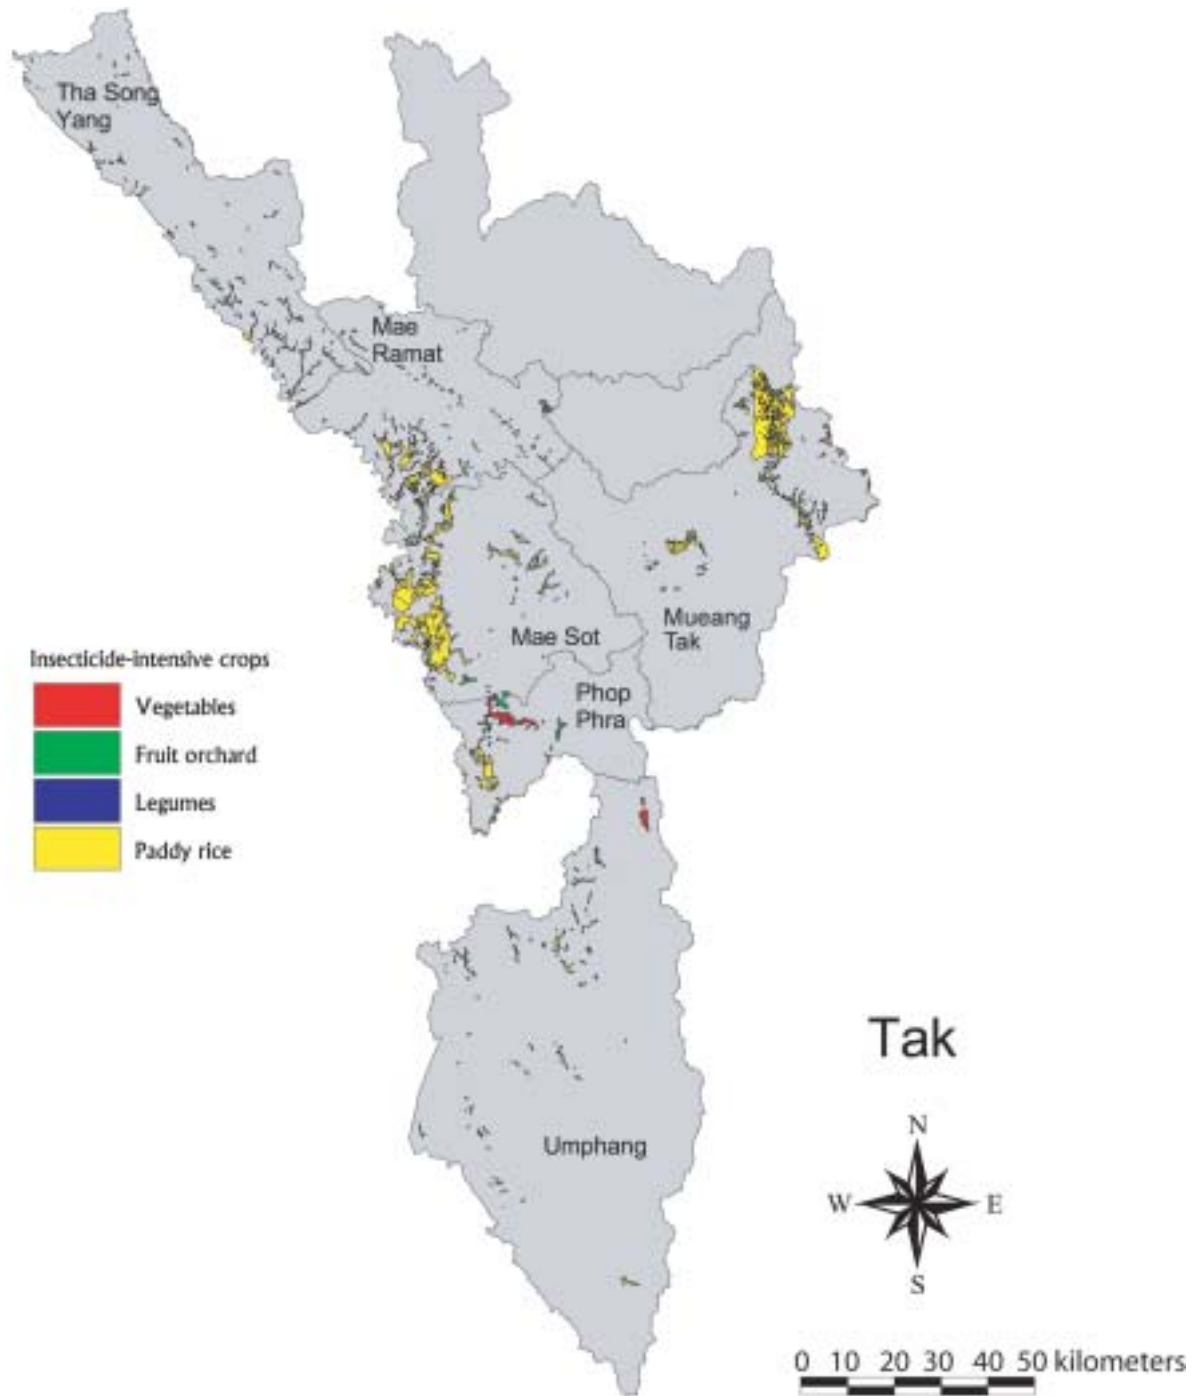 Tha Song
Yang
Mae
Ramat
Mae Sot
Mueang
Tak
Phop
Phra
Insecticide-intensive crops
Vegetables
Fruit orchard
Legumes
Paddy rice
Tak
Umphang
N
W E
S
0 10 20 30 40 50 kilometers